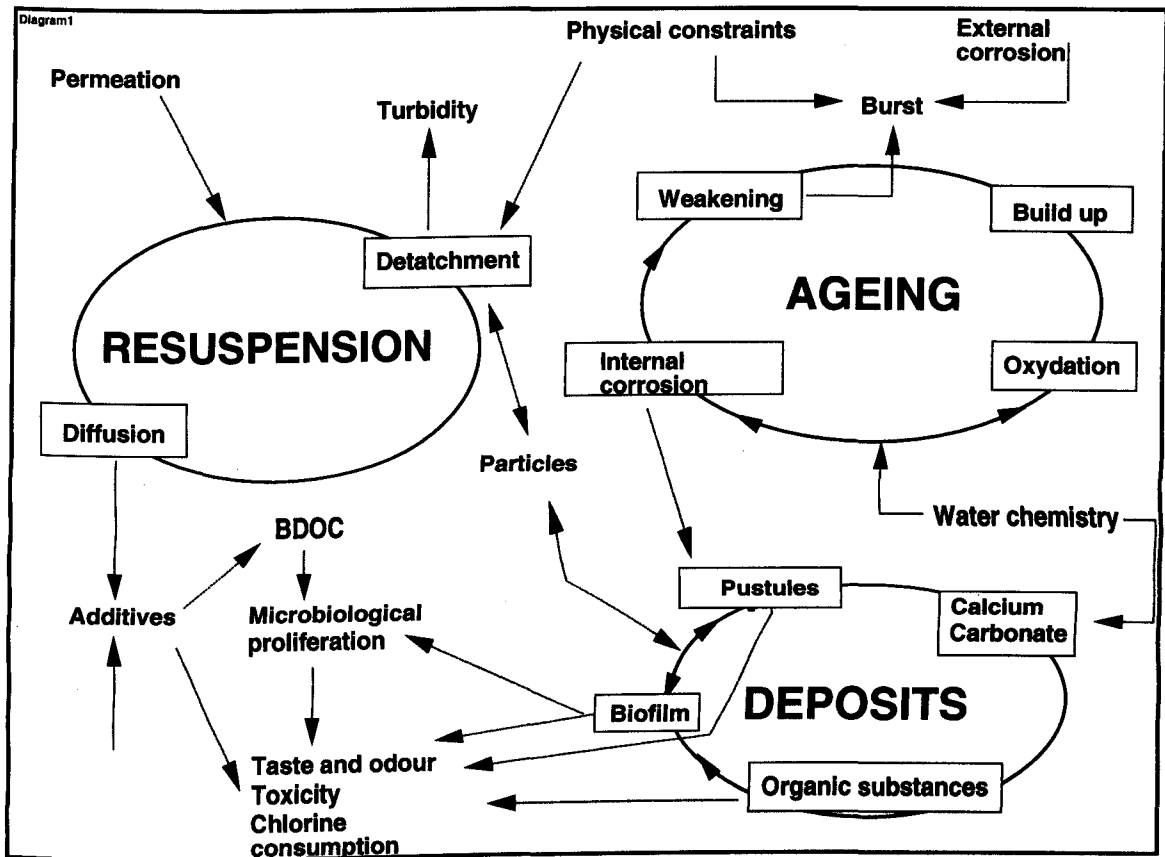 Diagram1
Physical constraints
External
corrosion
Permeation
Turbidity
Burst
Weakening
Build up
Detatchment
AGEING
RESUSPENSION
Internal
corrosion
Oxydation
Diffusion
Particles
BDOC
Water chemistry
Additives
Microbiological
proliferation
Pustules
Calcium
Carbonate
Biofilm
DEPOSITS
Taste and odour
Toxicity
Chlorine
consumption
Organic substances